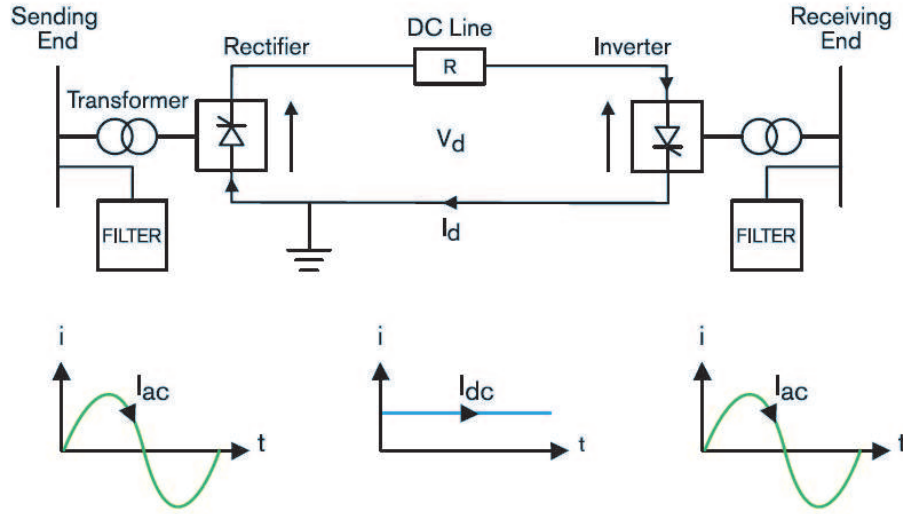 Sending
End
Transformer
Rectifier
DC Line
R
Inverter
Receiving
End
Vd
Id
FILTER
FILTER
i
Iac
t
i
Idc
t
i
Iac
t